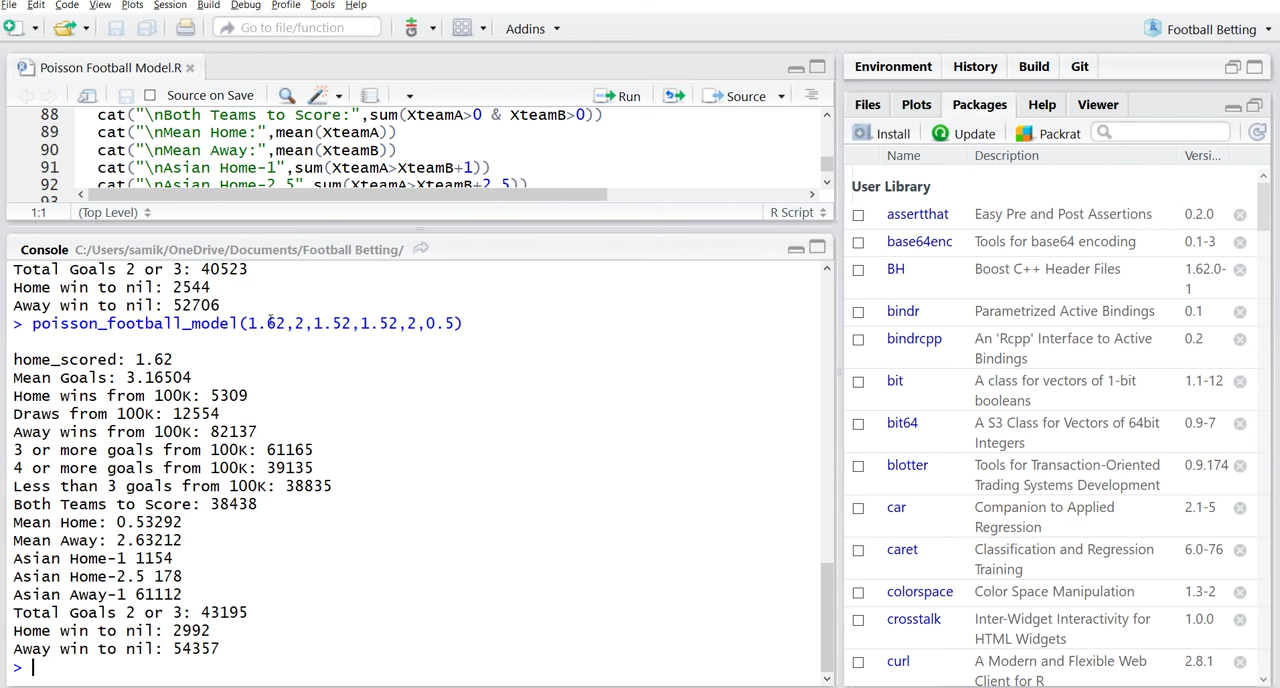 File Edit Code View Plots Session Build Debug Profile Tools Help
Go to file/function Addins Football Betting
Poisson Football Model.R
Source on Save Run Source
88 cat("\nBoth Teams to Score:",sum(XteamA>0 & XteamB>0))
89 cat("\nMean Home:",mean(XteamA))
90 cat("\nMean Away:",mean(XteamB))
91 cat("\nAsian Home-1",sum(XteamA>XteamB+1))
92 cat("\nAsian Home-2.5",sum(XteamA>XteamB+2.5))
93
1:1 (Top Level) R Script
Console C:/Users/samik/OneDrive/Documents/Football Betting/
Total Goals 2 or 3: 40523
Home win to nil: 2544
Away win to nil: 52706
> poisson_football_model(1.62,2,1.52,1.52,2,0.5)
home_scored: 1.62
Mean Goals: 3.16504
Home wins from 100K: 5309
Draws from 100K: 12554
Away wins from 100K: 82137
3 or more goals from 100K: 61165
4 or more goals from 100K: 39135
Less than 3 goals from 100K: 38835
Both Teams to Score: 38438
Mean Home: 0.53292
Mean Away: 2.63212
Asian Home-1 1154
Asian Home-2.5 178
Asian Away-1 61112
Total Goals 2 or 3: 43195
Home win to nil: 2992
Away win to nil: 54357
>
Environment History Build Git
Files Plots Packages Help Viewer
Install Update Packrat
Name Description Versi...
User Library
assertthat Easy Pre and Post Assertions 0.2.0
base64enc Tools for base64 encoding 0.1-3
BH Boost C++ Header Files 1.62.0-
1
bindr Parametrized Active Bindings 0.1
bindrcpp An 'Rcpp' Interface to Active 0.2
Bindings
bit A class for vectors of 1-bit 1.1-12
booleans
bit64 A S3 Class for Vectors of 64bit 0.9-7
Integers
blotter Tools for Transaction-Oriented 0.9.174
Trading Systems Development
car Companion to Applied 2.1-5
Regression
caret Classification and Regression 6.0-76
Training
colorspace Color Space Manipulation 1.3-2
crosstalk Inter-Widget Interactivity for 1.0.0
HTML Widgets
curl A Modern and Flexible Web 2.8.1
Client for R